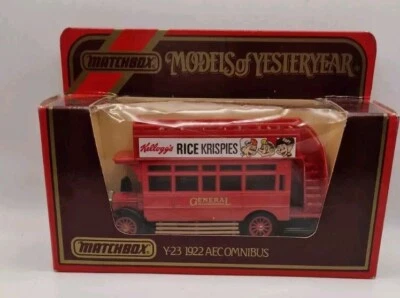 MATCHBOX
MODELS of YESTERYEAR
Kellogg's RICE KRISPIES
GENERAL
MATCHBOX
Y-23 1922 AEC OMNIBUS